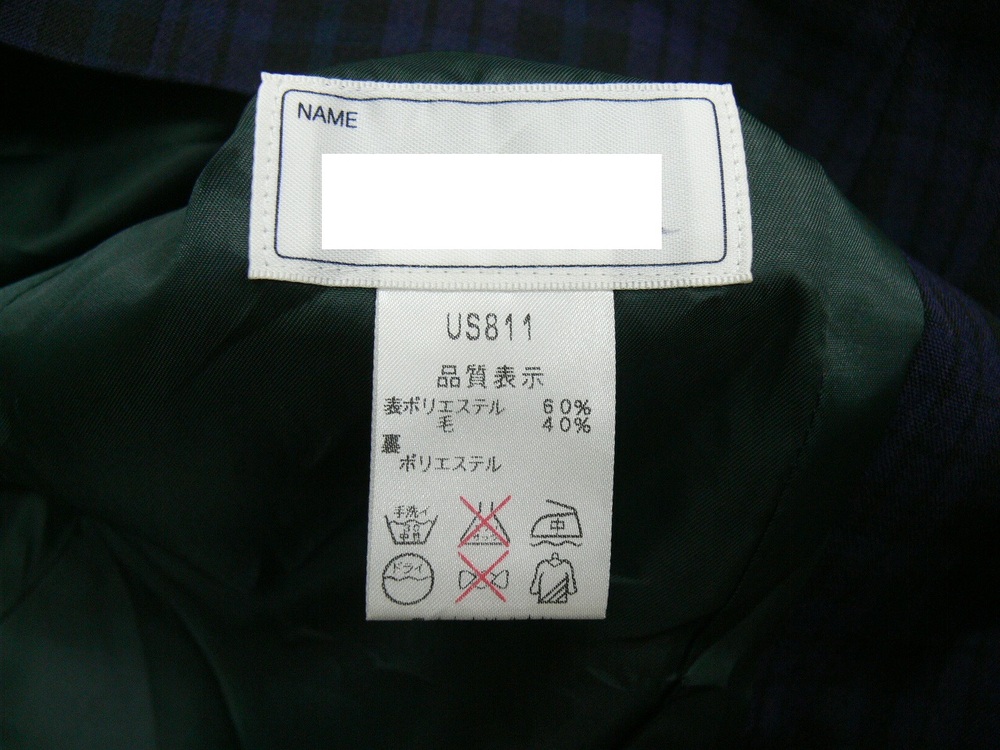 NAME
US811
品質表示
表ポリエステル 60%
毛 40%
裏
ポリエステル
手洗イ
30
中性
中
ドライ